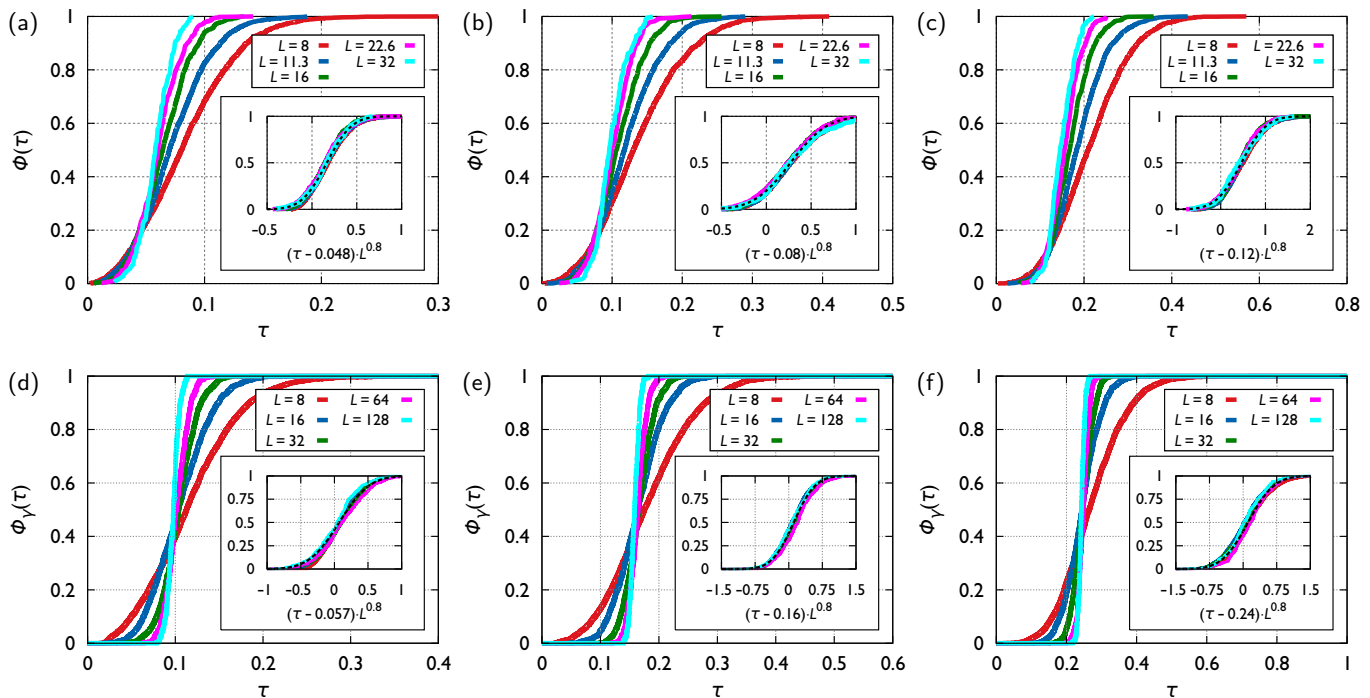 (a)
Φ(τ)
1
0.8
0.6
0.4
0.2
0
L = 8
L = 22.6
L = 11.3
L = 32
L = 16
1
0.5
0
−0.5
0
0.5
1
(τ − 0.048)·L^0.8
0
0.1
0.2
0.3
τ
(b)
Φ(τ)
1
0.8
0.6
0.4
0.2
0
L = 8
L = 22.6
L = 11.3
L = 32
L = 16
1
0.5
0
−0.5
0
0.5
1
(τ − 0.08)·L^0.8
0
0.1
0.2
0.3
0.4
0.5
τ
(c)
Φ(τ)
1
0.8
0.6
0.4
0.2
0
L = 8
L = 22.6
L = 11.3
L = 32
L = 16
1
0.5
0
−1
0
1
2
(τ − 0.12)·L^0.8
0
0.2
0.4
0.6
0.8
τ
(d)
Φγ(τ)
1
0.8
0.6
0.4
0.2
0
L = 8
L = 64
L = 16
L = 128
L = 32
1
0.75
0.5
0.25
0
−1
−0.5
0
0.5
1
(τ − 0.057)·L^0.8
0
0.1
0.2
0.3
0.4
τ
(e)
Φγ(τ)
1
0.8
0.6
0.4
0.2
0
L = 8
L = 64
L = 16
L = 128
L = 32
1
0.75
0.5
0.25
0
−1.5
−0.75
0
0.75
1.5
(τ − 0.16)·L^0.8
0
0.1
0.2
0.3
0.4
0.5
0.6
τ
(f)
Φγ(τ)
1
0.8
0.6
0.4
0.2
0
L = 8
L = 64
L = 16
L = 128
L = 32
1
0.75
0.5
0.25
0
−1.5
−0.75
0
0.75
1.5
(τ − 0.24)·L^0.8
0
0.2
0.4
0.6
0.8
1
τ